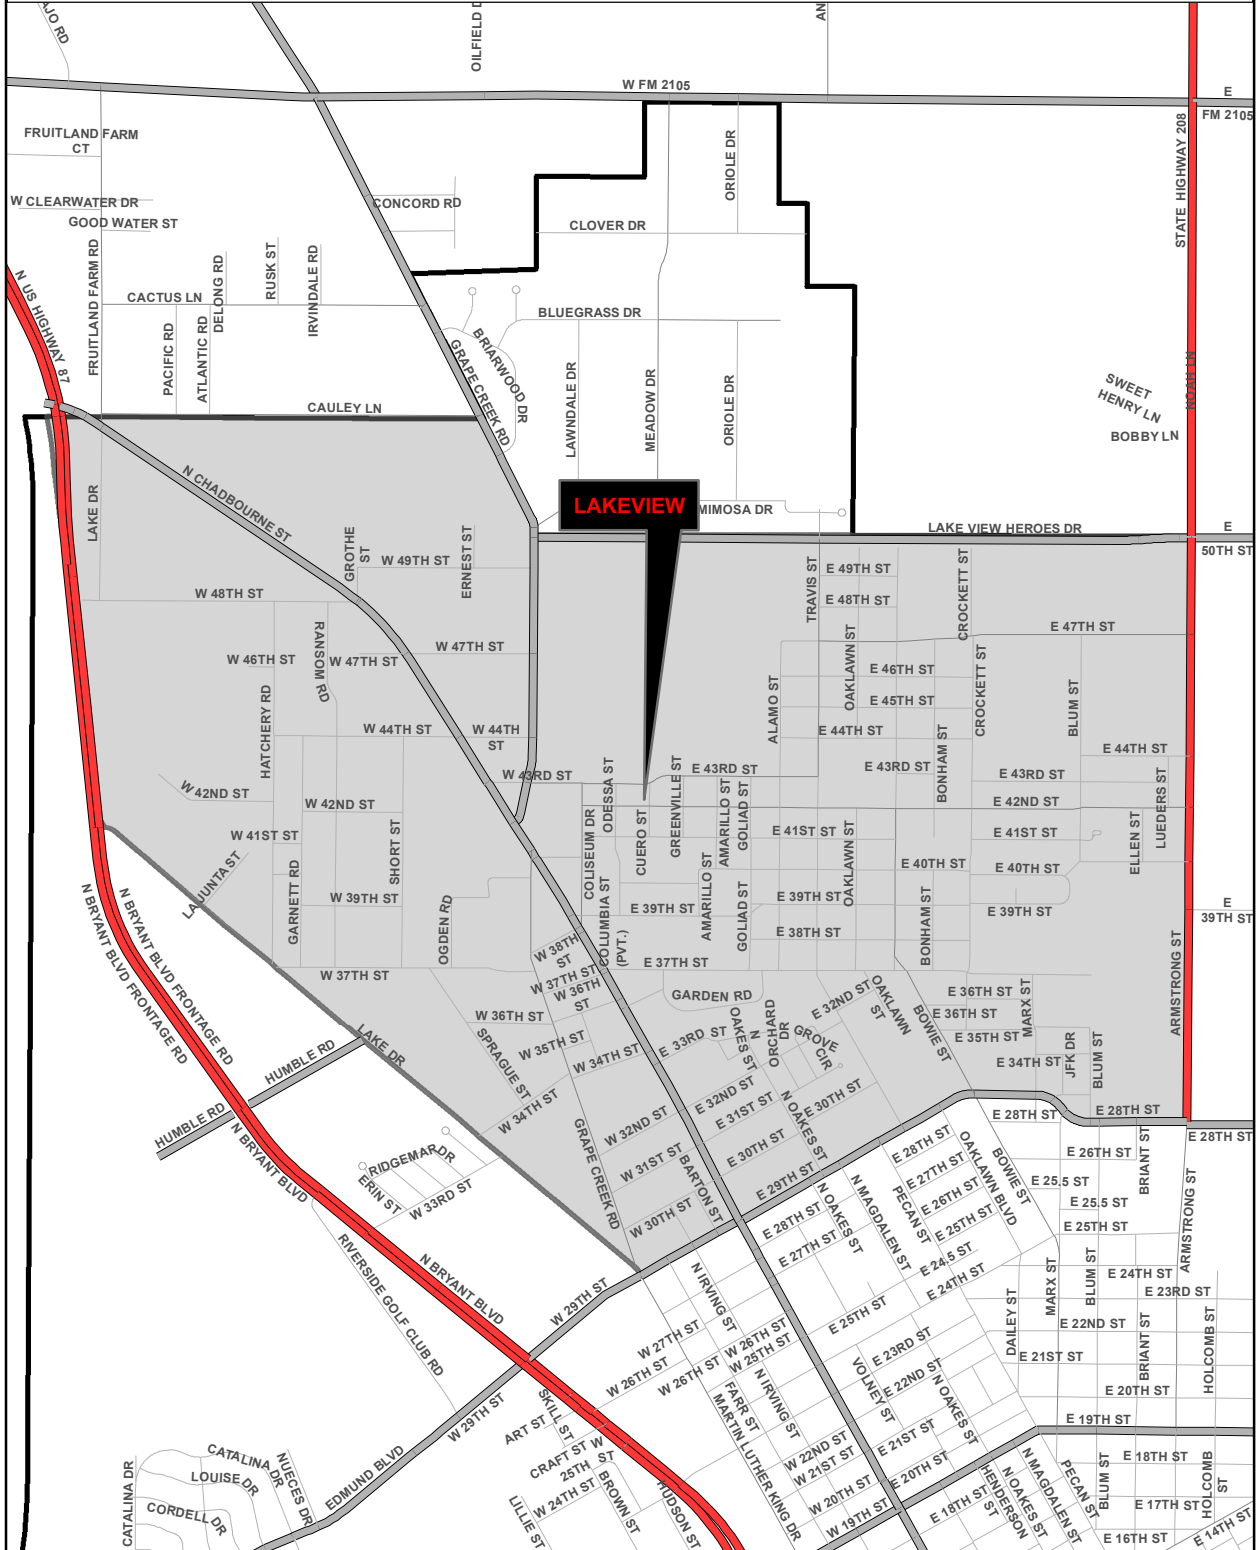 AJO RD
OILFIELD D
AN
W FM 2105
E
FM 2105
FRUITLAND FARM
CT
ORIOLE DR
STATE HIGHWAY 208
W CLEARWATER DR
CONCORD RD
GOOD WATER ST
CLOVER DR
N US HIGHWAY 87
FRUITLAND FARM RD
DELONG RD
RUSK ST
IRVINDALE RD
CACTUS LN
BLUEGRASS DR
PACIFIC RD
ATLANTIC RD
GRAPE CREEK RD
BRIARWOOD DR
LAWNDALE DR
MEADOW DR
ORIOLE DR
NOAH LN
SWEET
HENRY LN
BOBBY LN
CAULEY LN
LAKE DR
N CHADBOURNE ST
LAKEVIEW
MIMOSA DR
LAKE VIEW HEROES DR
E
50TH ST
GROTHE
ST
W 49TH ST
ERNEST ST
TRAVIS ST
E 49TH ST
CROCKETT ST
W 48TH ST
E 48TH ST
E 47TH ST
RANSOM RD
W 47TH ST
W 46TH ST
W 47TH ST
OAKLAWN ST
E 46TH ST
CROCKETT ST
BLUM ST
HATCHERY RD
ALAMO ST
E 45TH ST
W 44TH ST
W 44TH
ST
E 44TH ST
BONHAM ST
E 44TH ST
W 43RD ST
E 43RD ST
E 43RD ST
E 43RD ST
W 42ND ST
W 42ND ST
ODESSA ST
GREENVILLE ST
AMARILLO ST
GOLIAD ST
E 42ND ST
LUEDERS ST
W 41ST ST
SHORT ST
COLISEUM DR
CUERO ST
E 41ST ST
OAKLAWN ST
E 41ST ST
ELLEN ST
LA JUNTA ST
E 40TH ST
E 40TH ST
GARNETT RD
W 39TH ST
OGDEN RD
COLUMBIA ST
(PVT.)
E 39TH ST
AMARILLO ST
GOLIAD ST
E 39TH ST
BONHAM ST
E 39TH ST
E
39TH ST
N BRYANT BLVD FRONTAGE RD
N BRYANT BLVD FRONTAGE RD
W 38TH
ST
E 38TH ST
W 37TH ST
W 37TH ST
E 37TH ST
ARMSTRONG ST
W 36TH
ST
GARDEN RD
E 32ND ST
OAKLAWN
ST
E 36TH ST
MARX ST
W 36TH ST
N
OAKES ST
ORCHARD
DR
BOWIE ST
E 36TH ST
SPRAGUE ST
W 35TH ST
E 33RD ST
GROVE
CIR
E 35TH ST
JFK DR
BLUM ST
LAKE DR
HUMBLE RD
W 34TH ST
E 34TH ST
HUMBLE RD
W 34TH ST
E 32ND ST
E 31ST ST
N OAKES ST
E 30TH ST
E 28TH ST
E 28TH ST
E 28TH ST
N BRYANT BLVD
GRAPE CREEK RD
W 32ND ST
E 30TH ST
E 28TH ST
OAKLAWN BLVD
BOWIE ST
E 26TH ST
BRIANT ST
RIDGEMAR DR
W 31ST ST
BARTON ST
E 29TH ST
E 27TH ST
E 25.5 ST
ARMSTRONG ST
ERIN ST
W 33RD ST
W 30TH ST
N OAKES ST
N MAGDALEN ST
PECAN ST
E 26TH ST
E 25.5 ST
E 28TH ST
E 25TH ST
E 25TH ST
RIVERSIDE GOLF CLUB RD
N BRYANT BLVD
N IRVING ST
E 27TH ST
E 24.5 ST
MARX ST
BLUM ST
E 24TH ST
W 29TH ST
E 24TH ST
E 23RD ST
W 27TH ST
W 26TH ST
E 25TH ST
DAILEY ST
E 22ND ST
BRIANT ST
HOLCOMB ST
W 25TH ST
E 23RD ST
E 21ST ST
W 26TH ST
W 26TH ST
N IRVING ST
VOLNEY ST
E 22ND ST
N OAKES ST
E 20TH ST
SKILL ST
FARR ST
MARTIN LUTHER KING DR
W 29TH ST
ART ST
E 21ST ST
E 19TH ST
CATALINA DR
CATALINA DR
NUECES DR
EDMUND BLVD
CRAFT ST
W
25TH
ST
W 22ND ST
W 21ST ST
E 20TH ST
PECAN ST
BLUM ST
E 18TH ST
HOLCOMB
ST
LOUISE DR
W 24TH ST
BROWN ST
HUDSON ST
W 20TH ST
HENDERSON
ST
N OAKES ST
N MAGDALEN ST
CORDELL DR
LILLIE ST
W 19TH ST
E 18TH ST
E 17TH ST
E 16TH ST
E 14TH ST